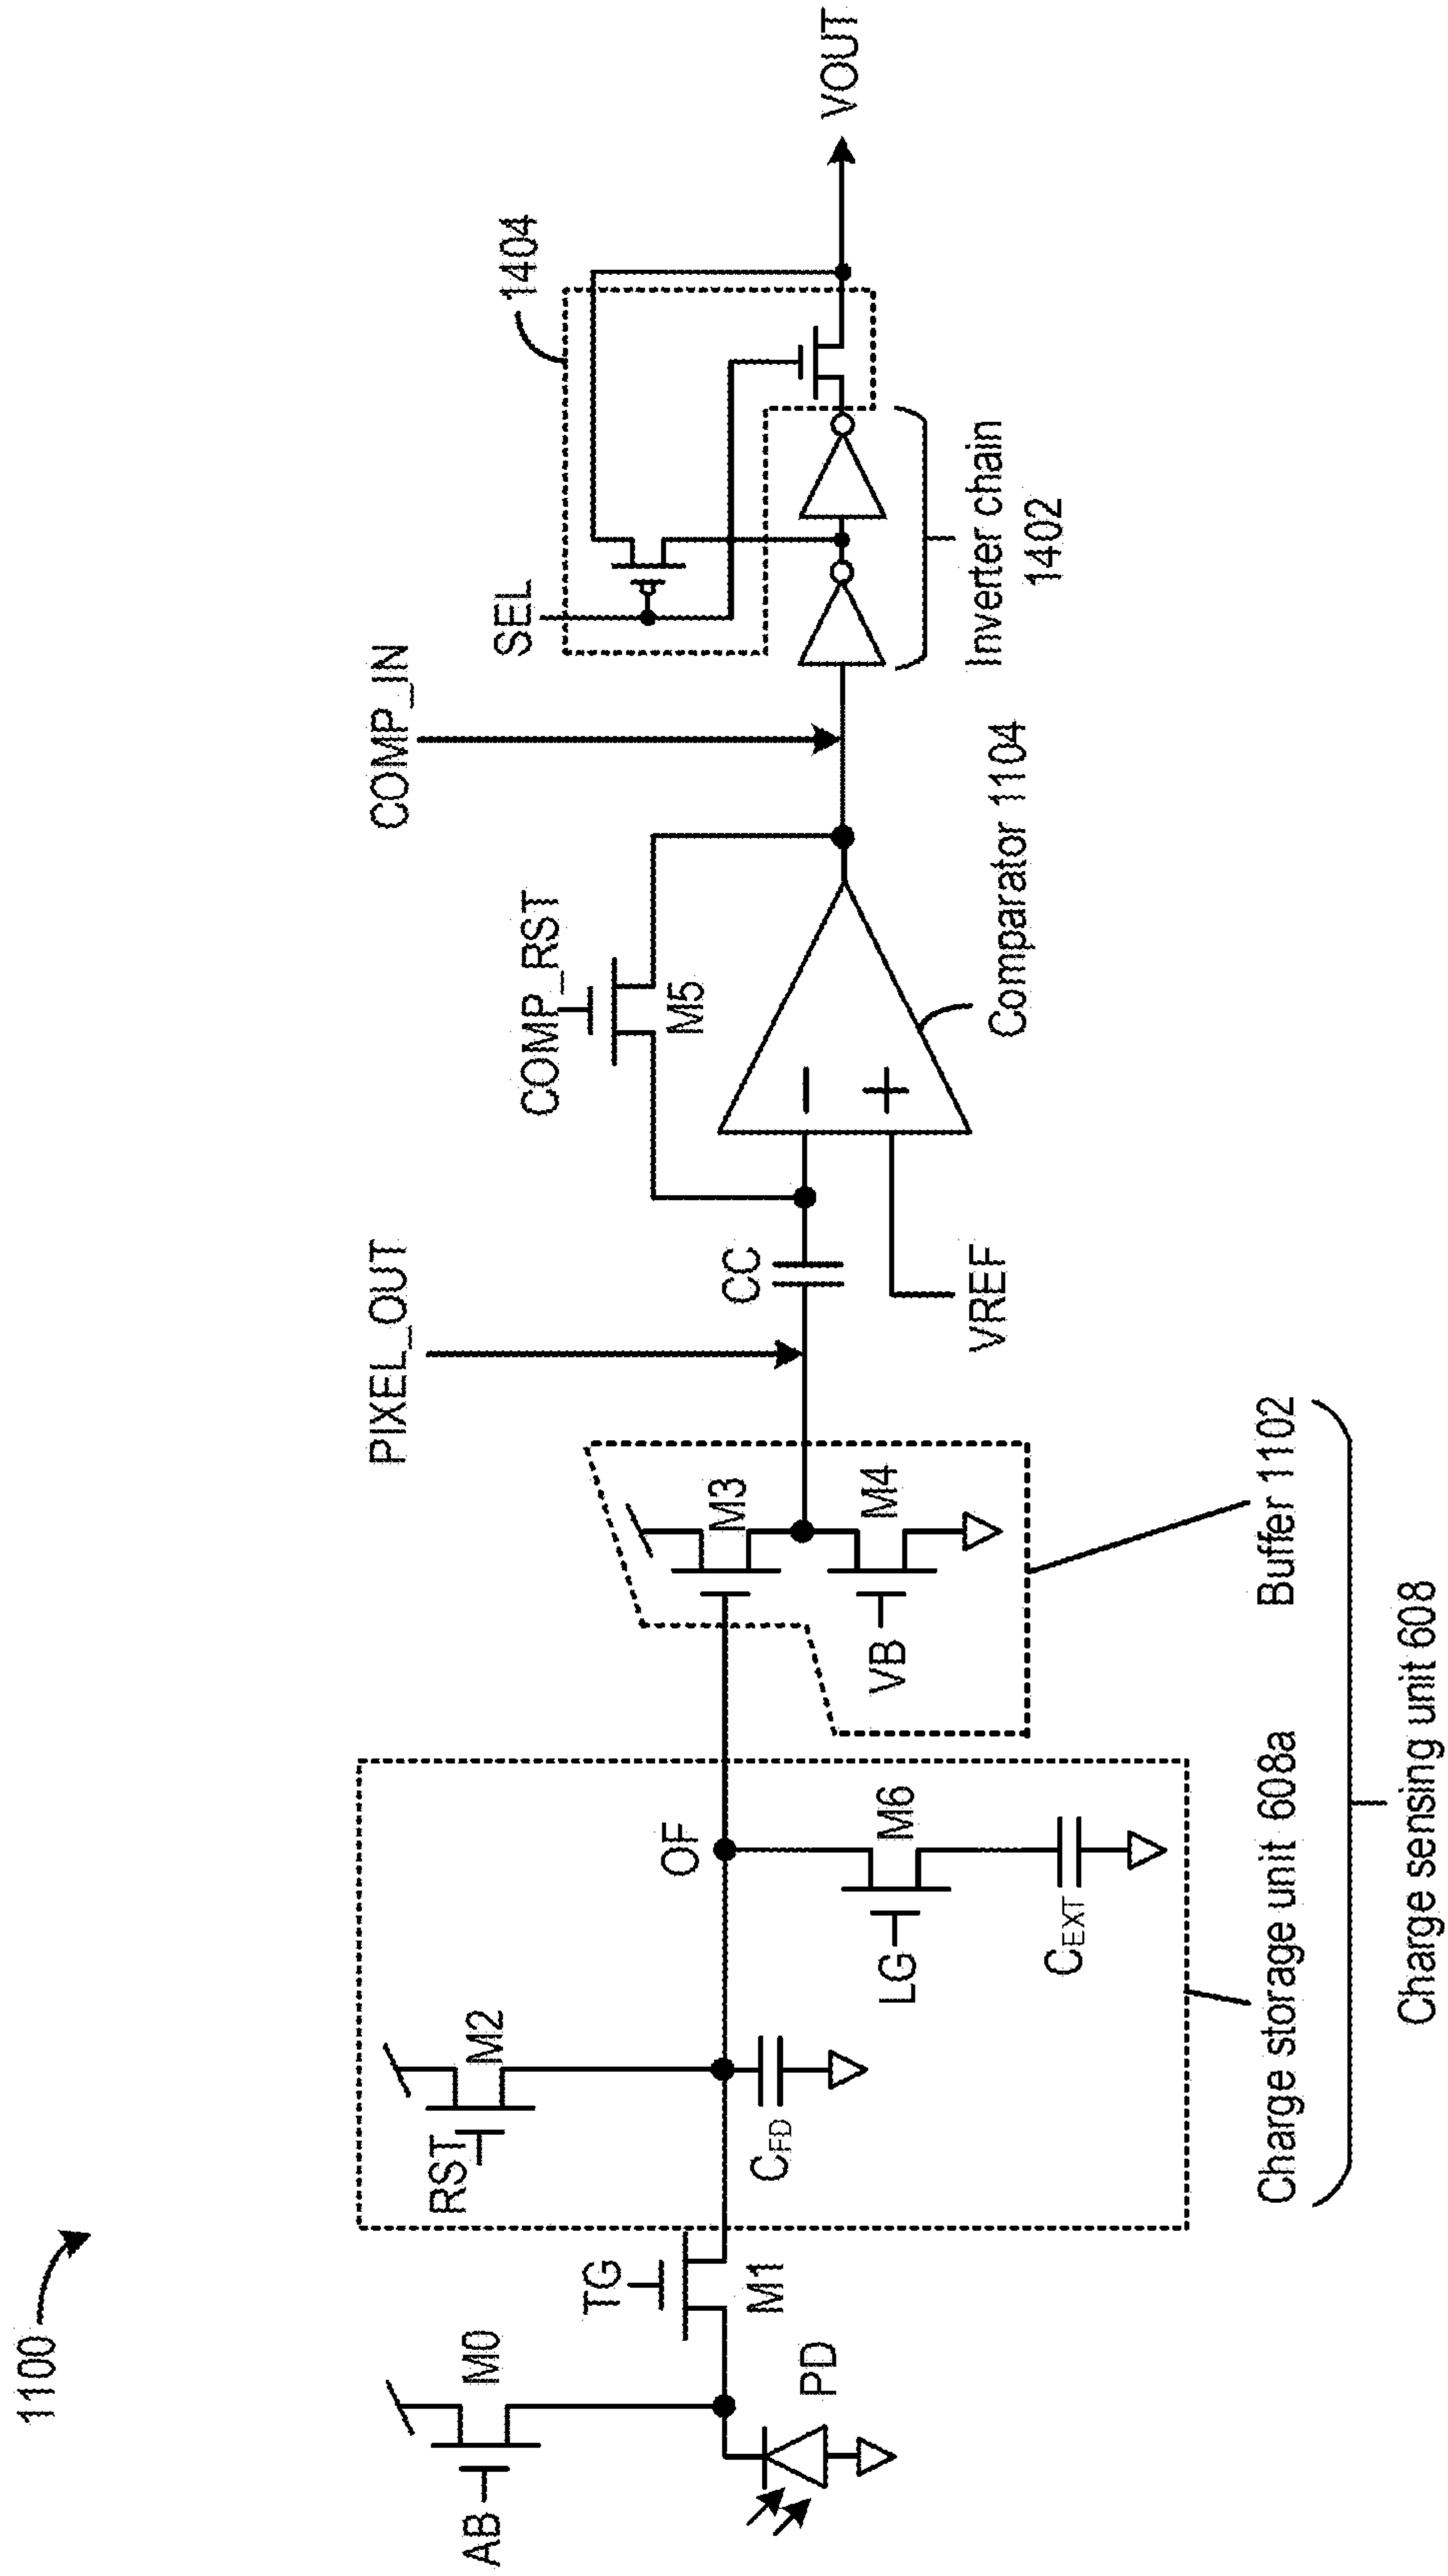 1100
AB
M0
PD
TG
M1
RST
M2
C_FD
OF
LG
M6
C_EXT
VB
M3
M4
PIXEL_OUT
CC
VREF
COMP_RST
M5
COMP_IN
SEL
1404
VOUT
Comparator 1104
Inverter chain
1402
Charge storage unit 608a
Buffer 1102
Charge sensing unit 608